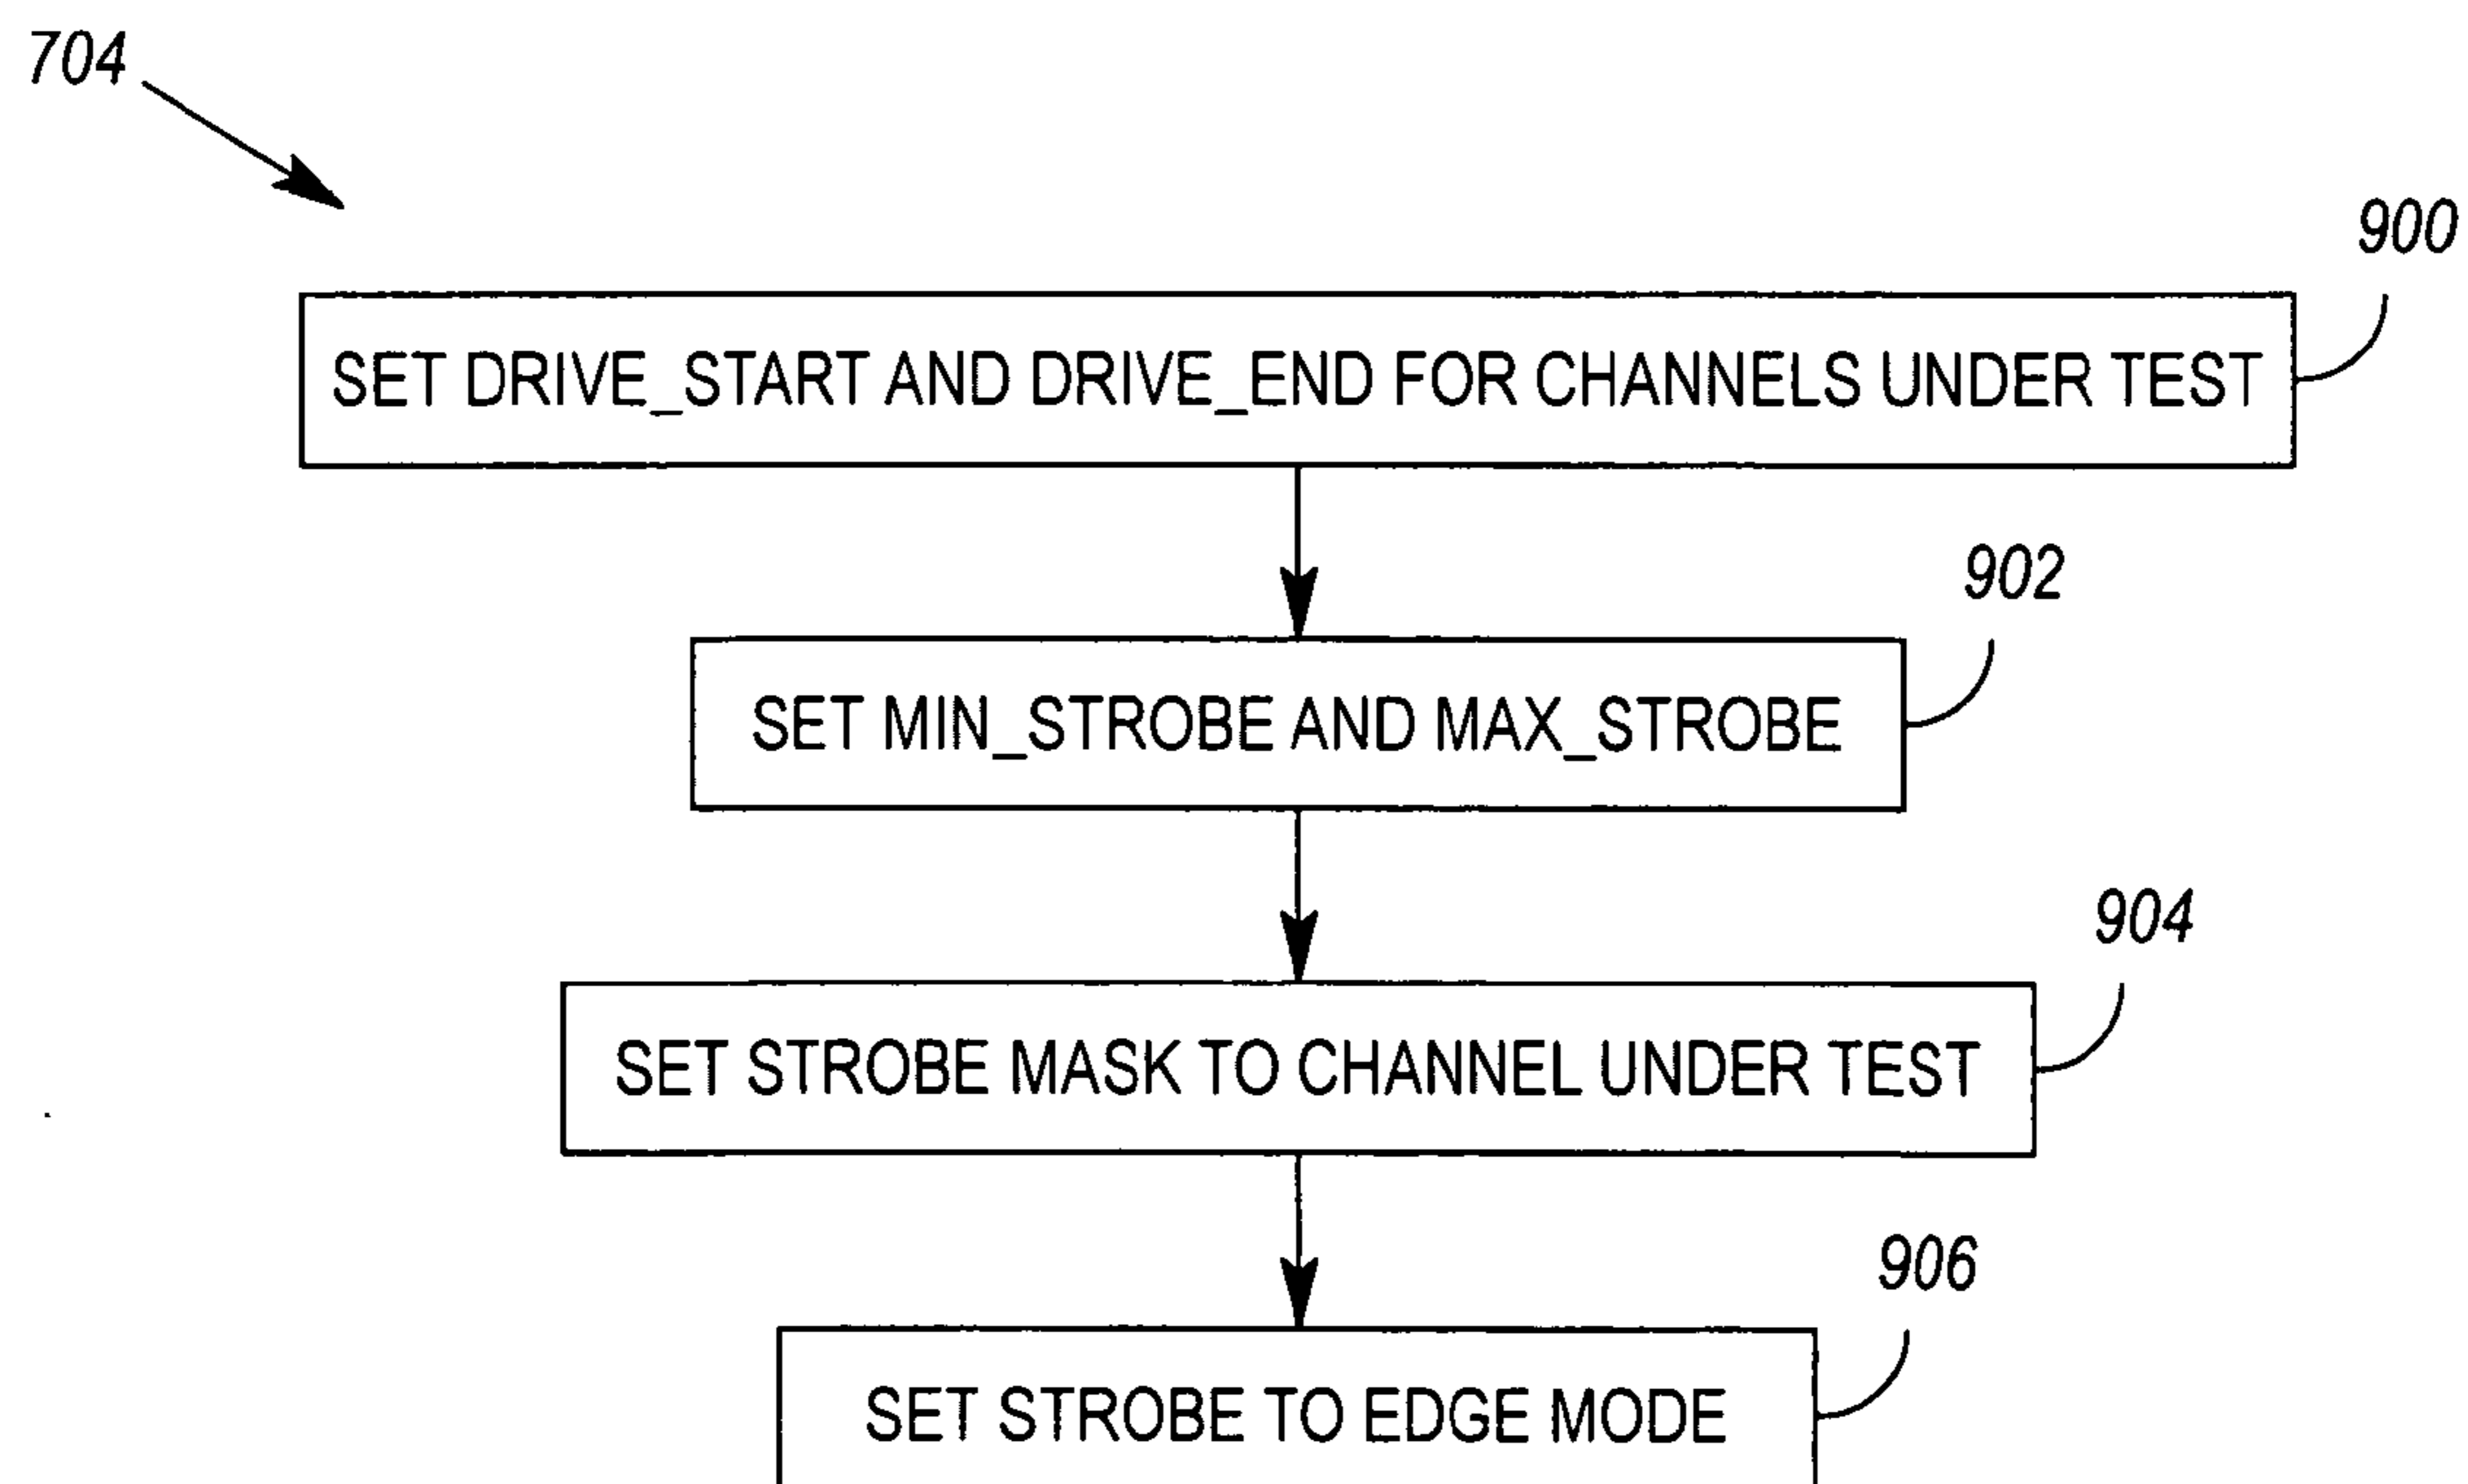 704
900
SET DRIVE_START AND DRIVE_END FOR CHANNELS UNDER TEST
902
SET MIN_STROBE AND MAX_STROBE
904
SET STROBE MASK TO CHANNEL UNDER TEST
906
SET STROBE TO EDGE MODE